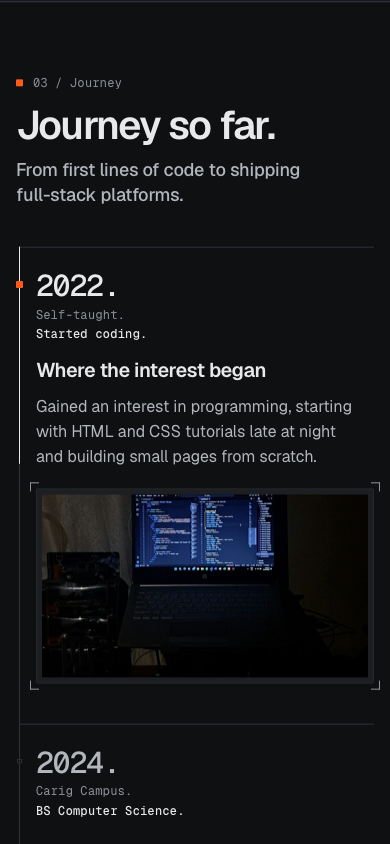 03 / Journey
Journey so far.
From first lines of code to shipping
full-stack platforms.
2022.
Self-taught.
Started coding.
Where the interest began
Gained an interest in programming, starting
with HTML and CSS tutorials late at night
and building small pages from scratch.
2024.
Carig Campus.
BS Computer Science.